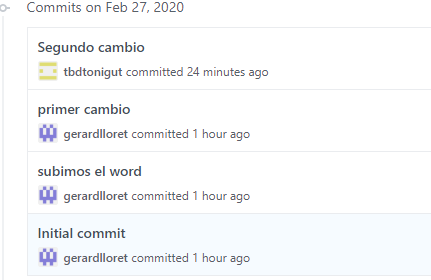 Commits on Feb 27, 2020
Segundo cambio
tbdtonigut committed 24 minutes ago
primer cambio
gerardlloret committed 1 hour ago
subimos el word
gerardlloret committed 1 hour ago
Initial commit
gerardlloret committed 1 hour ago